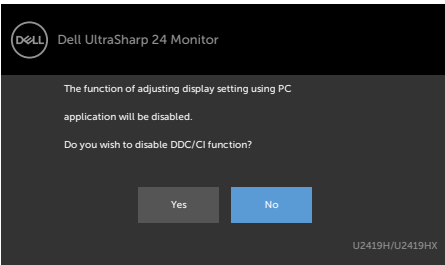 DELL
Dell UltraSharp 24 Monitor
The function of adjusting display setting using PC
application will be disabled.
Do you wish to disable DDC/CI function?
Yes
No
U2419H/U2419HX